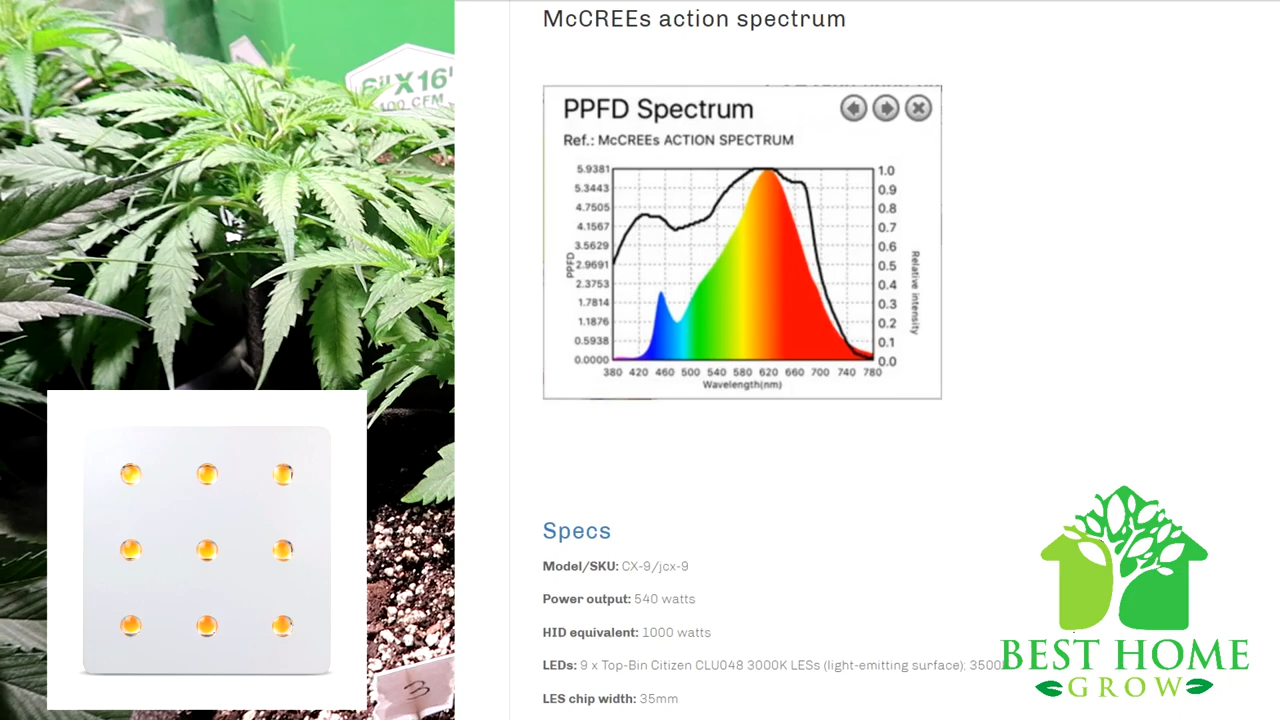 McCREEs action spectrum
6" X 16'
400 CFM
PPFD Spectrum
Ref.: McCREEs ACTION SPECTRUM
5.9381
5.3443
4.7505
4.1567
3.5629
2.9691
2.3753
1.7814
1.1876
0.5938
0.0000
PPFD
1.0
0.9
0.8
0.7
0.6
0.5
0.4
0.3
0.2
0.1
0.0
Relative intensity
380 420 460 500 540 580 620 660 700 740 780
Wavelength(nm)
Specs
Model/SKU: CX-9/jcx-9
Power output: 540 watts
HID equivalent: 1000 watts
LEDs: 9 x Top-Bin Citizen CLU048 3000K LESs (light-emitting surface); 3500
LES chip width: 35mm
3
BEST HOME
GROW